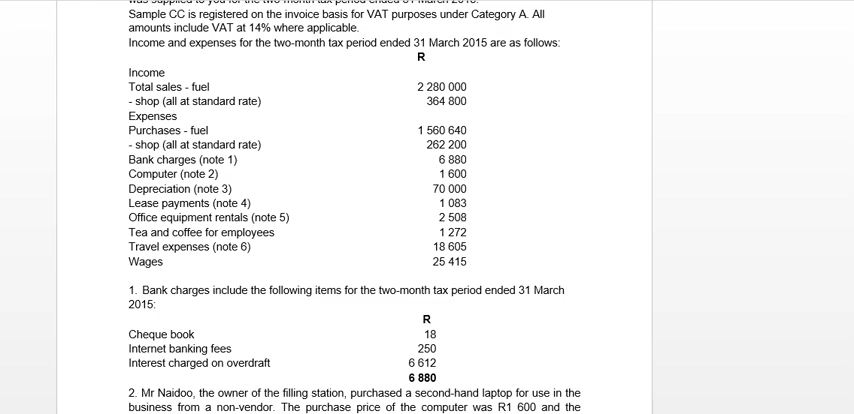 Sample CC is registered on the invoice basis for VAT purposes under Category A. All
amounts include VAT at 14% where applicable.
Income and expenses for the two-month tax period ended 31 March 2015 are as follows:
R
Income
Total sales - fuel 2 280 000
- shop (all at standard rate) 364 800
Expenses
Purchases - fuel 1 560 640
- shop (all at standard rate) 262 200
Bank charges (note 1) 6 880
Computer (note 2) 1 600
Depreciation (note 3) 70 000
Lease payments (note 4) 1 083
Office equipment rentals (note 5) 2 508
Tea and coffee for employees 1 272
Travel expenses (note 6) 18 605
Wages 25 415
1. Bank charges include the following items for the two-month tax period ended 31 March
2015:
R
Cheque book 18
Internet banking fees 250
Interest charged on overdraft 6 612
6 880
2. Mr Naidoo, the owner of the filling station, purchased a second-hand laptop for use in the
business from a non-vendor. The purchase price of the computer was R1 600 and the